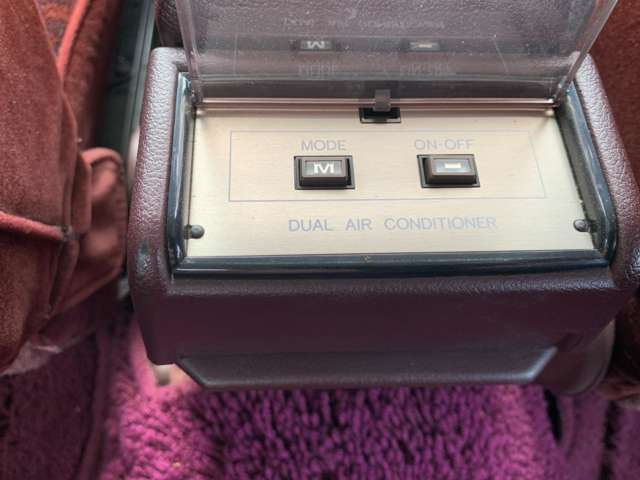 MODE ON-OFF
M -
DUAL AIR CONDITIONER